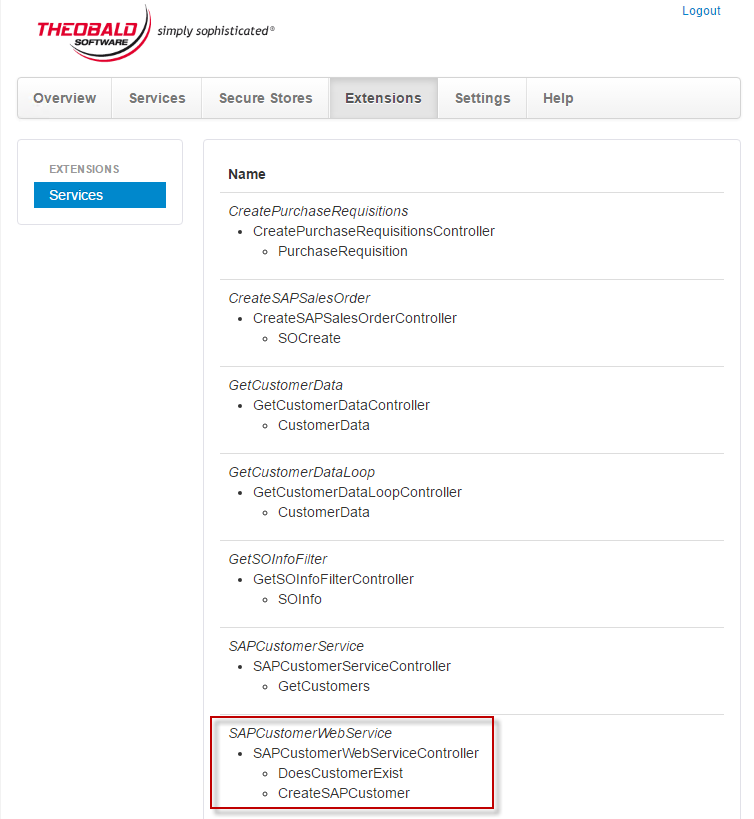 Logout
THEOBALD
SOFTWARE
simply sophisticated®
Overview Services Secure Stores Extensions Settings Help
EXTENSIONS
Services
Name
CreatePurchaseRequisitions
CreatePurchaseRequisitionsController
PurchaseRequisition
CreateSAPSalesOrder
CreateSAPSalesOrderController
SOCreate
GetCustomerData
GetCustomerDataController
CustomerData
GetCustomerDataLoop
GetCustomerDataLoopController
CustomerData
GetSOInfoFilter
GetSOInfoFilterController
SOInfo
SAPCustomerService
SAPCustomerServiceController
GetCustomers
SAPCustomerWebService
SAPCustomerWebServiceController
DoesCustomerExist
CreateSAPCustomer